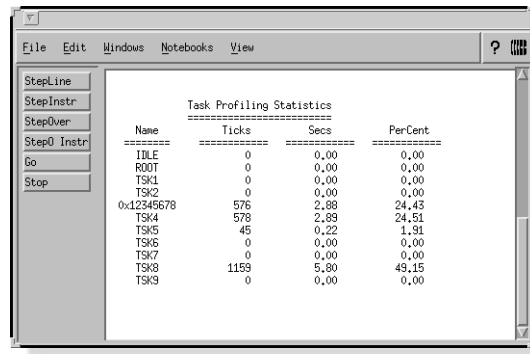 File Edit Windows Notebooks View ?
StepLine
StepInstr
StepOver
StepO Instr
Go
Stop
Task Profiling Statistics
=========================
Name Ticks Secs PerCent
======== ============ ============ ============
IDLE 0 0.00 0.00
ROOT 0 0.00 0.00
TSK1 0 0.00 0.00
TSK2 0 0.00 0.00
0x12345678 576 2.88 24.43
TSK4 578 2.89 24.51
TSK5 45 0.22 1.91
TSK6 0 0.00 0.00
TSK7 0 0.00 0.00
TSK8 1159 5.80 49.15
TSK9 0 0.00 0.00